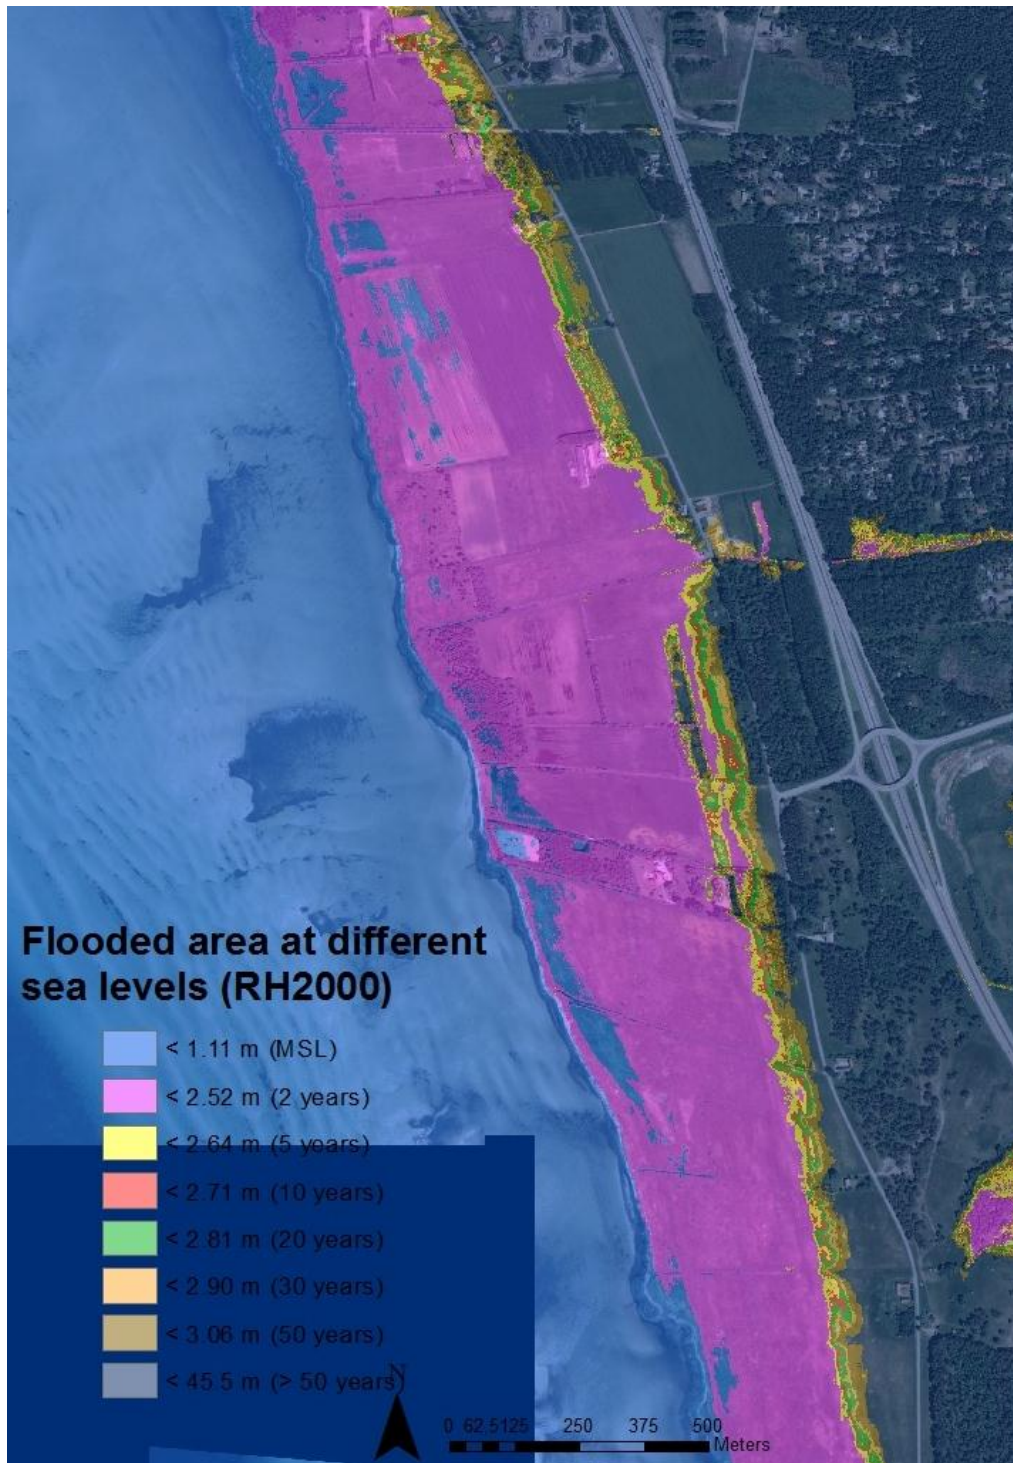 Flooded area at different
sea levels (RH2000)
< 1.11 m (MSL)
< 2.52 m (2 years)
< 2.64 m (5 years)
< 2.71 m (10 years)
< 2.81 m (20 years)
< 2.90 m (30 years)
< 3.06 m (50 years)
< 45.5 m (> 50 years)
N
0 62,5125 250 375 500
Meters